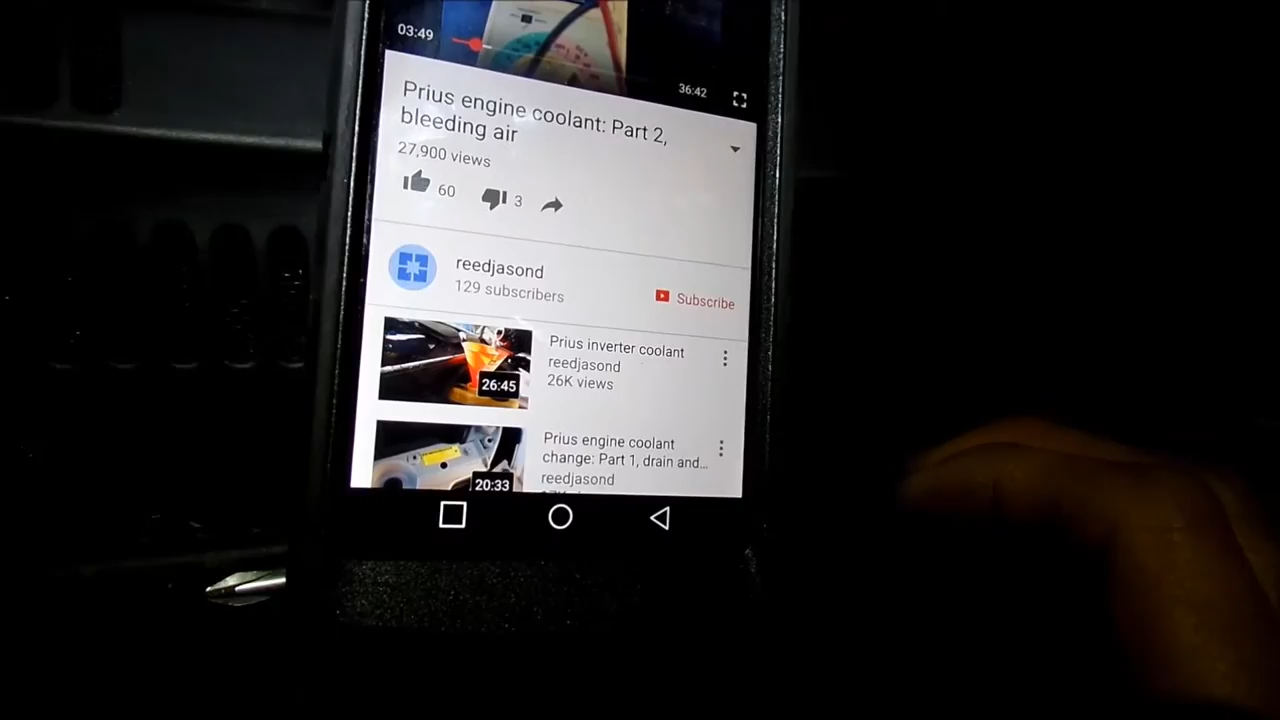 03:49
36:42
Prius engine coolant: Part 2,
bleeding air
27,900 views
60
3
reedjasond
129 subscribers
Subscribe
26:45
Prius inverter coolant
reedjasond
26K views
20:33
Prius engine coolant
change: Part 1, drain and...
reedjasond